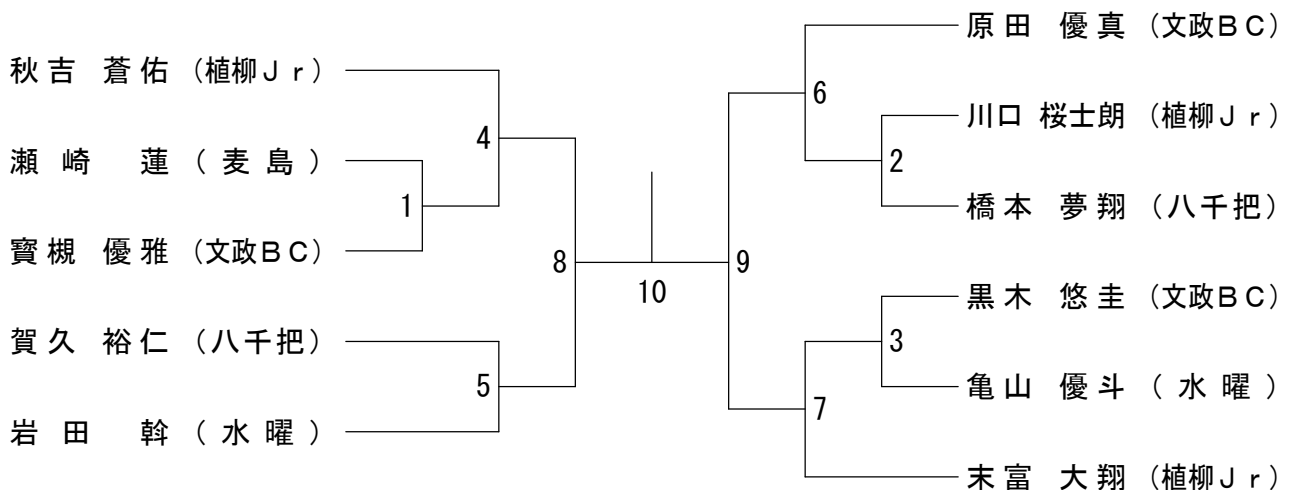 秋吉 蒼佑 (植柳Ｊｒ)
瀬崎 蓮 (麦島)
寳槻 優雅 (文政ＢＣ)
賀久 裕仁 (八千把)
岩田 斡 (水曜)
4
1
8
5
10
9
6
2
3
7
原田 優真 (文政ＢＣ)
川口 桜士朗 (植柳Ｊｒ)
橋本 夢翔 (八千把)
黒木 悠圭 (文政ＢＣ)
亀山 優斗 (水曜)
末富 大翔 (植柳Ｊｒ)